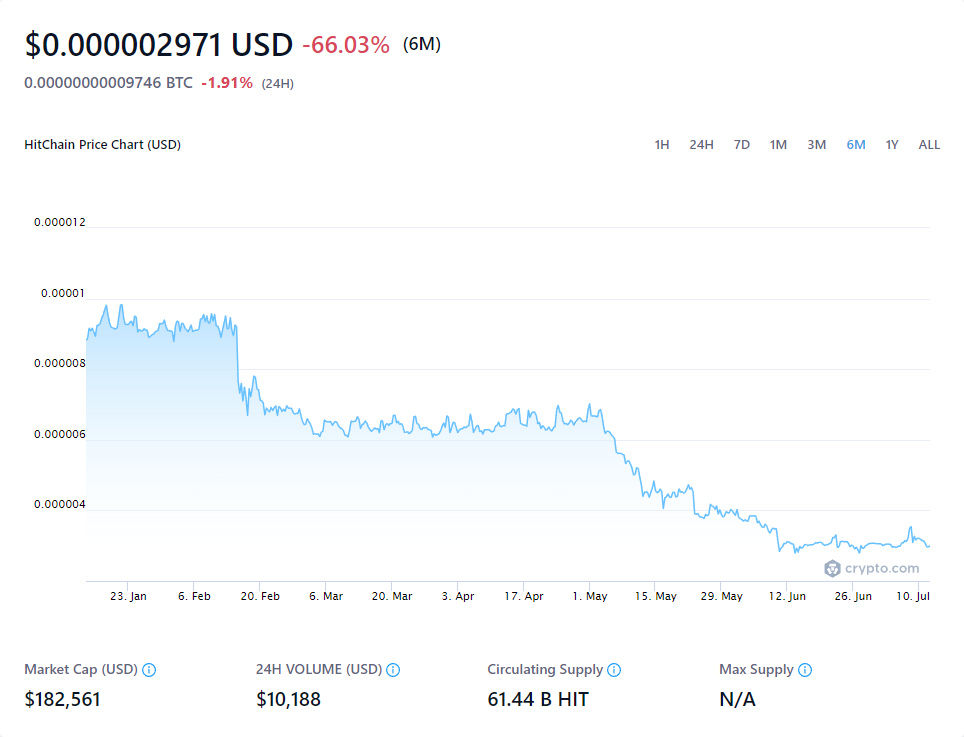 $0.000002971 USD -66.03% (6M)
0.00000000009746 BTC -1.91% (24H)
HitChain Price Chart (USD) 1H 24H 7D 1M 3M 6M 1Y ALL
0.000012
0.00001
0.000008
0.000006
0.000004
crypto.com
23. Jan 6. Feb 20. Feb 6. Mar 20. Mar 3. Apr 17. Apr 1. May 15. May 29. May 12. Jun 26. Jun 10. Jul
Market Cap (USD) 24H VOLUME (USD) Circulating Supply Max Supply
$182,561 $10,188 61.44 B HIT N/A